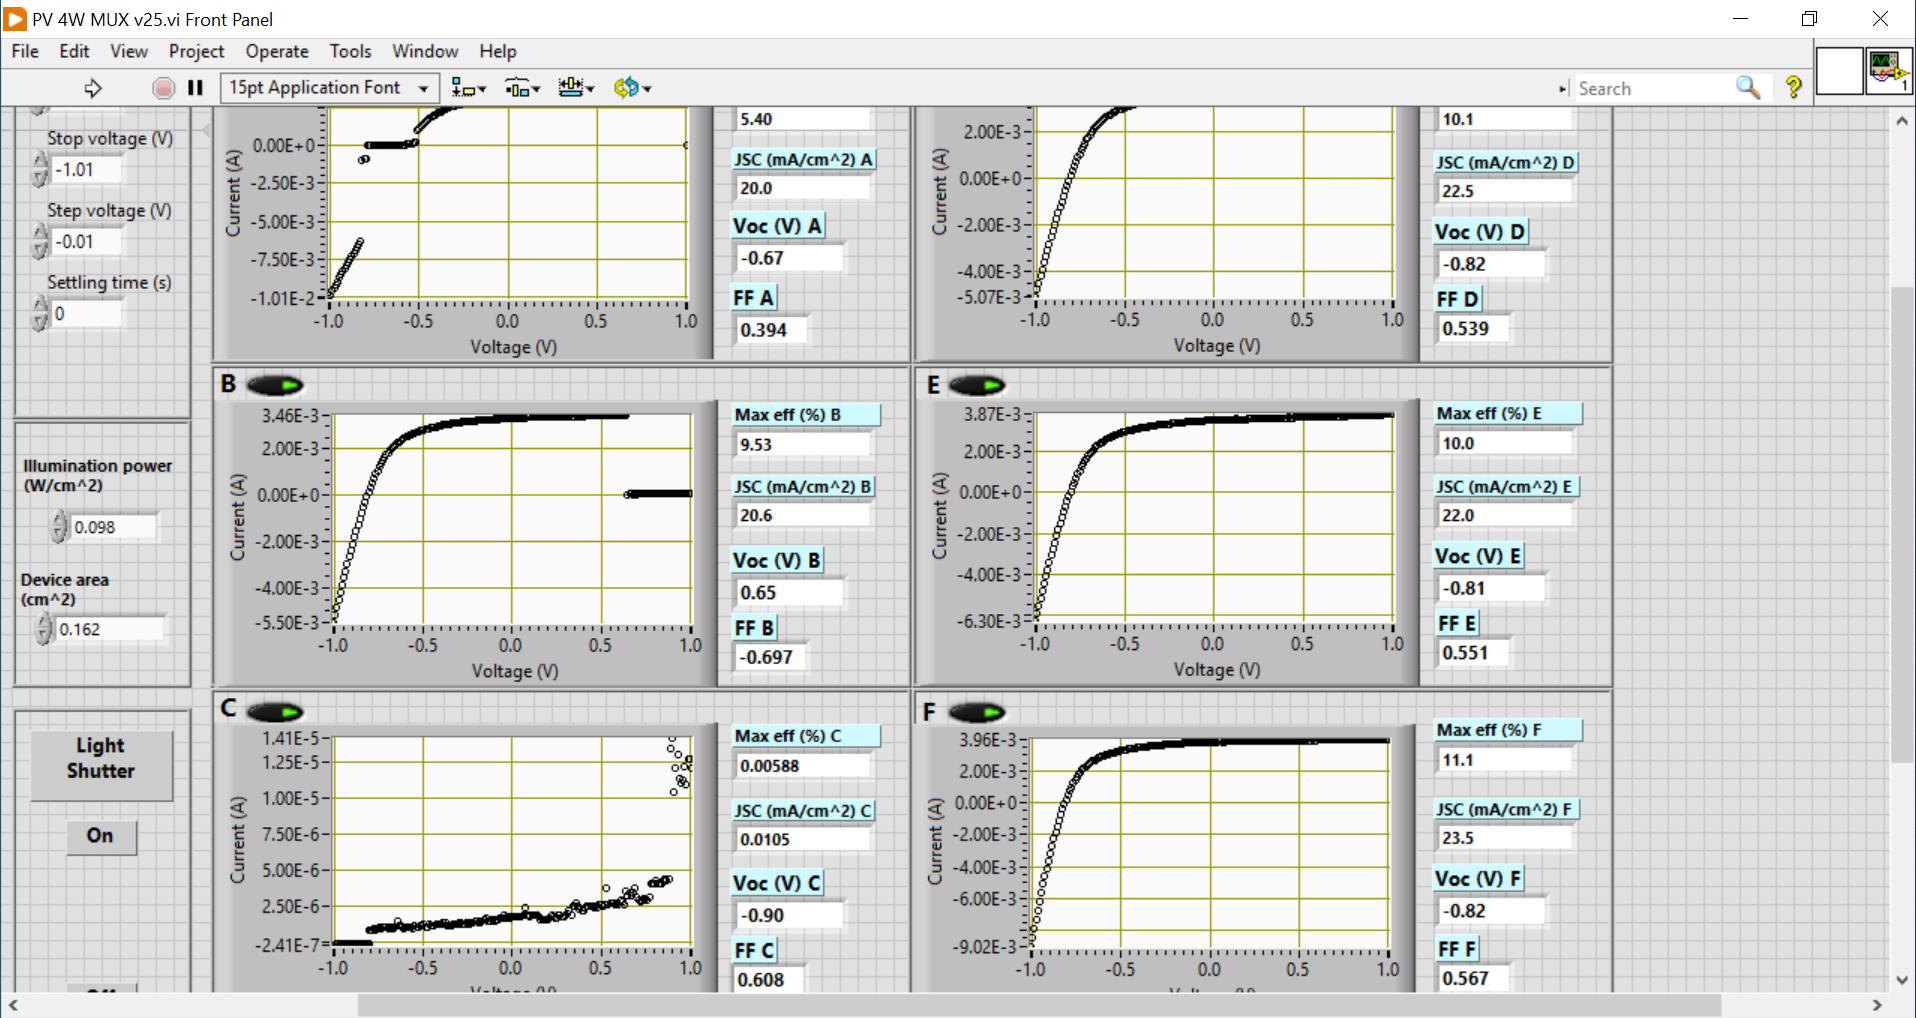 PV 4W MUX v25.vi Front Panel
File Edit View Project Operate Tools Window Help
15pt Application Font
Search
1
Stop voltage (V)
-1.01
Step voltage (V)
-0.01
Settling time (s)
0
Illumination power
(W/cm^2)
0.098
Device area
(cm^2)
0.162
Light
Shutter
On
Current (A)
0.00E+0
-2.50E-3
-5.00E-3
-7.50E-3
-1.01E-2
-1.0 -0.5 0.0 0.5 1.0
Voltage (V)
5.40
JSC (mA/cm^2) A
20.0
Voc (V) A
-0.67
FF A
0.394
Current (A)
2.00E-3
0.00E+0
-2.00E-3
-4.00E-3
-5.07E-3
-1.0 -0.5 0.0 0.5 1.0
Voltage (V)
10.1
JSC (mA/cm^2) D
22.5
Voc (V) D
-0.82
FF D
0.539
B
Current (A)
3.46E-3
2.00E-3
0.00E+0
-2.00E-3
-4.00E-3
-5.50E-3
-1.0 -0.5 0.0 0.5 1.0
Voltage (V)
Max eff (%) B
9.53
JSC (mA/cm^2) B
20.6
Voc (V) B
0.65
FF B
-0.697
E
Current (A)
3.87E-3
2.00E-3
0.00E+0
-2.00E-3
-4.00E-3
-6.30E-3
-1.0 -0.5 0.0 0.5 1.0
Voltage (V)
Max eff (%) E
10.0
JSC (mA/cm^2) E
22.0
Voc (V) E
-0.81
FF E
0.551
C
Current (A)
1.41E-5
1.25E-5
1.00E-5
7.50E-6
5.00E-6
2.50E-6
-2.41E-7
-1.0 -0.5 0.0 0.5 1.0
Max eff (%) C
0.00588
JSC (mA/cm^2) C
0.0105
Voc (V) C
-0.90
FF C
0.608
F
Current (A)
3.96E-3
2.00E-3
0.00E+0
-2.00E-3
-4.00E-3
-6.00E-3
-9.02E-3
-1.0 -0.5 0.0 0.5 1.0
Max eff (%) F
11.1
JSC (mA/cm^2) F
23.5
Voc (V) F
-0.82
FF F
0.567